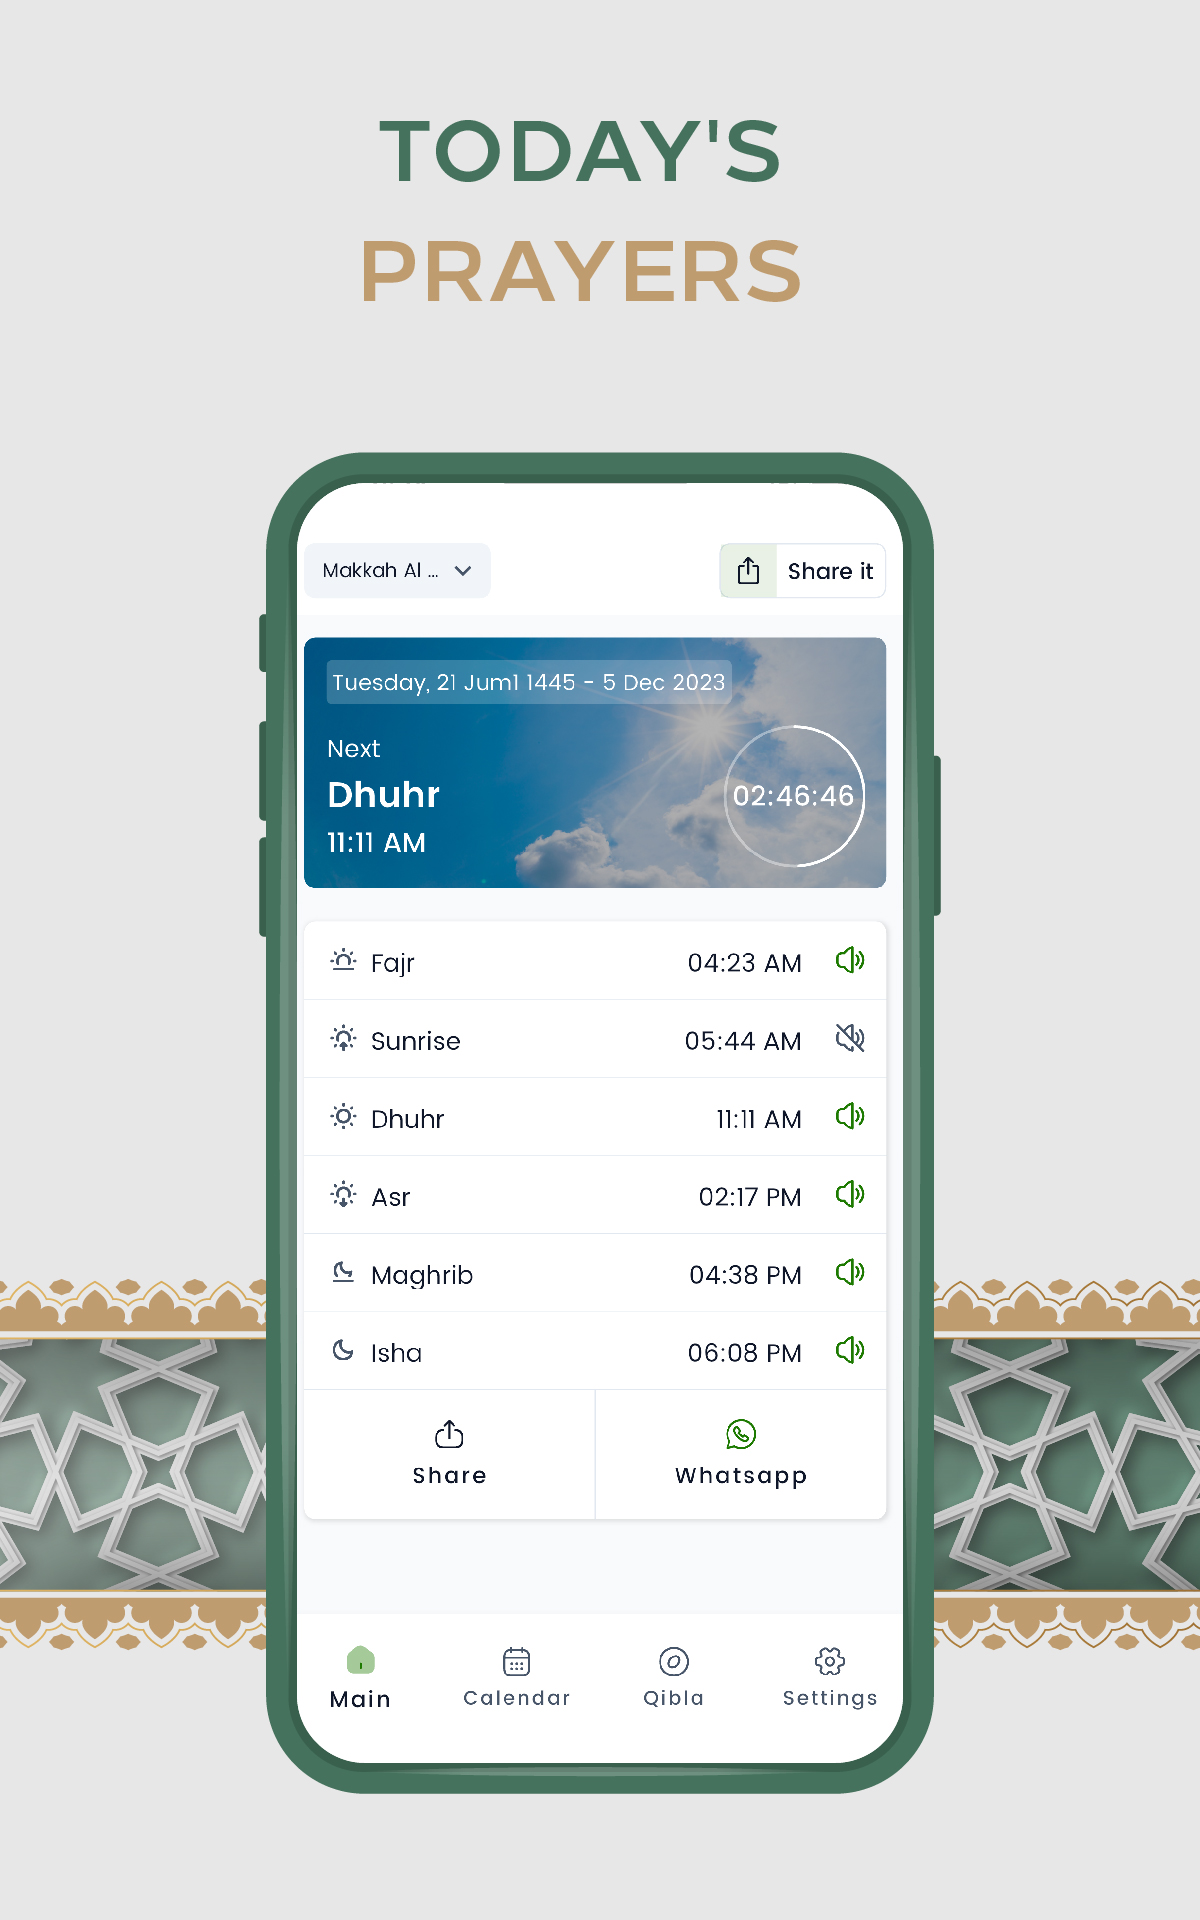 TODAY'S
PRAYERS
Makkah Al ...
Share it
Tuesday, 21 Jum1 1445 - 5 Dec 2023
Next
Dhuhr
11:11 AM
02:46:46
Fajr 04:23 AM
Sunrise 05:44 AM
Dhuhr 11:11 AM
Asr 02:17 PM
Maghrib 04:38 PM
Isha 06:08 PM
Share
Whatsapp
Main
Calendar
Qibla
Settings